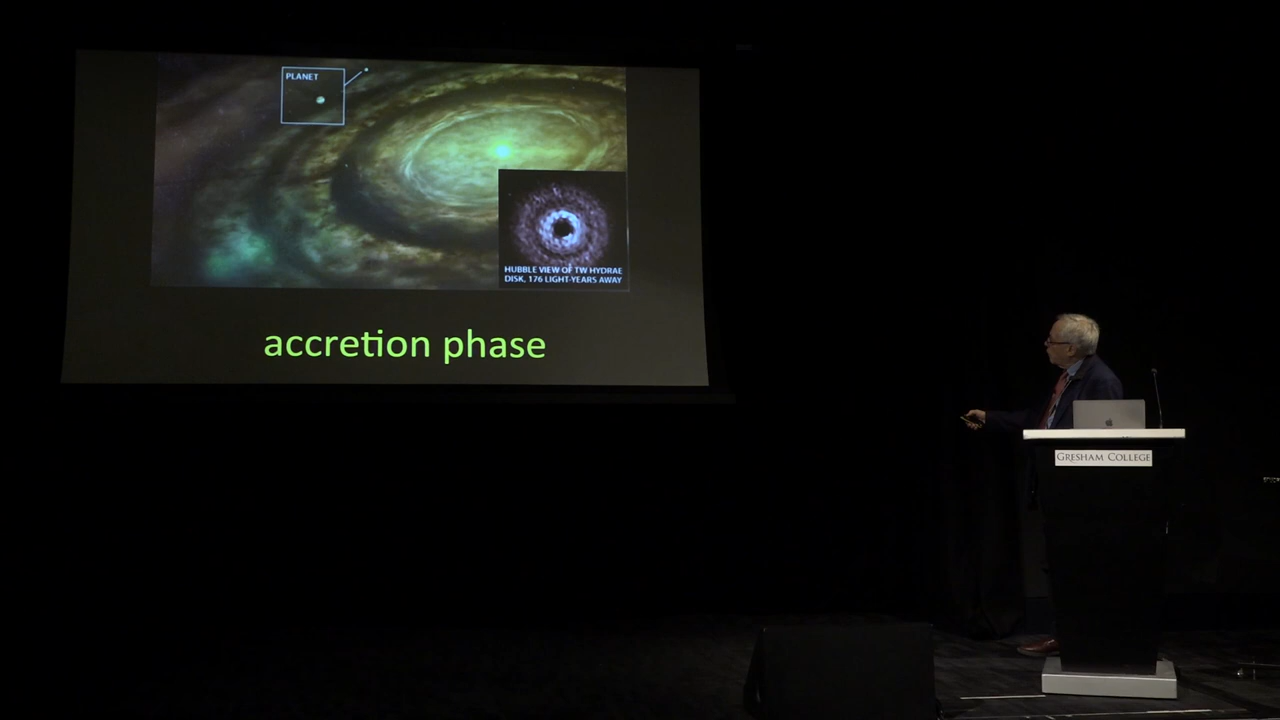 PLANET
HUBBLE VIEW OF TW HYDRAE
DISK, 176 LIGHT-YEARS AWAY
accretion phase
GRESHAM COLLEGE